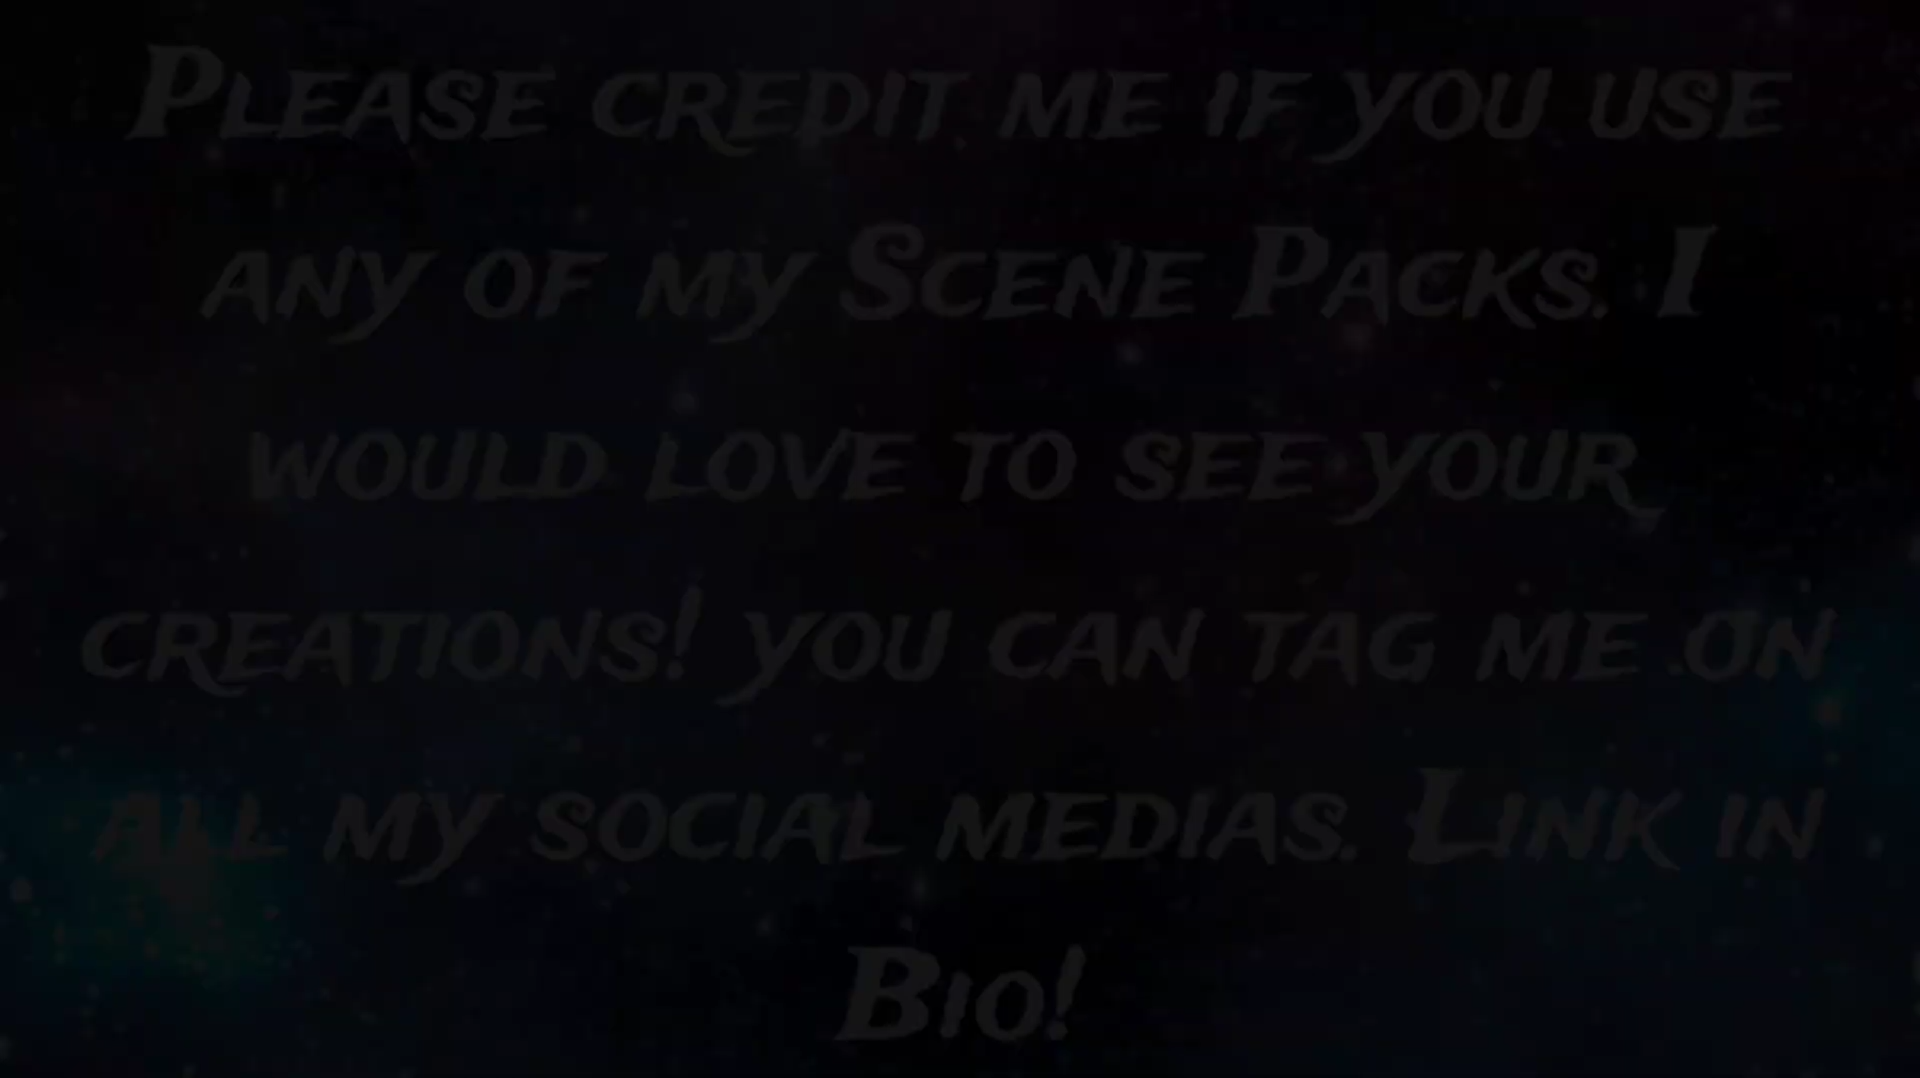 Please credit me if you use
any of my Scene Packs. I
would love to see your
creations! you can tag me on
all my social medias. Link in
Bio!